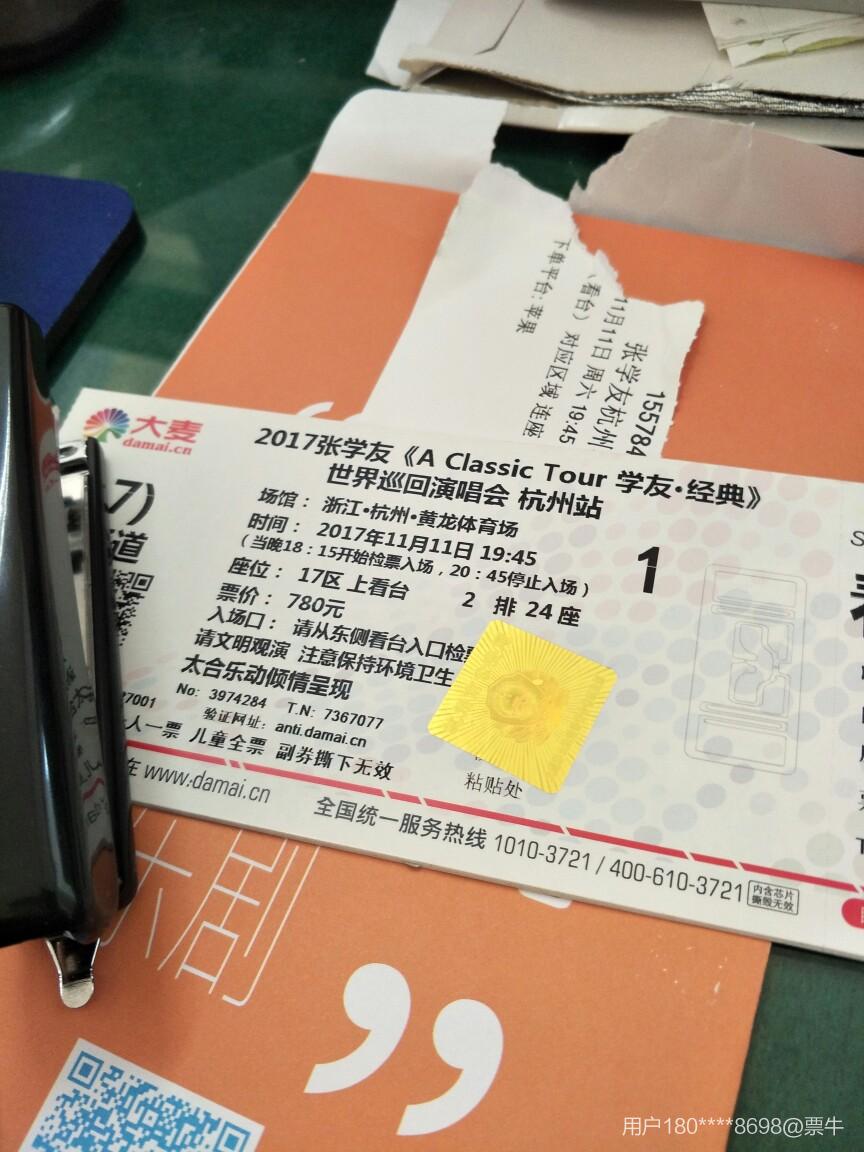 155784
张学友杭州
11月11日 周六 19:45
(看台) 对应区域 连座
下单平台: 苹果
大麦
damai.cn
2017张学友《A Classic Tour 学友·经典》
世界巡回演唱会 杭州站
场馆: 浙江·杭州·黄龙体育场
时间: 2017年11月11日 19:45
(当晚18:15开始检票入场,20:45停止入场)
1
座位: 17区 上看台 2 排 24 座
票价: 780元
入场口: 请从东侧看台入口检
请文明观演 注意保持环境卫生
太合乐动倾情呈现
No: 3974284 T.N: 7367077
验证网址: anti.damai.cn
人一票 儿童全票 副券撕下无效
粘贴处
www.damai.cn
全国统一服务热线 1010-3721 / 400-610-3721
内含芯片
撕毁无效
7)
道
7001
剧
用户180****8698@票牛